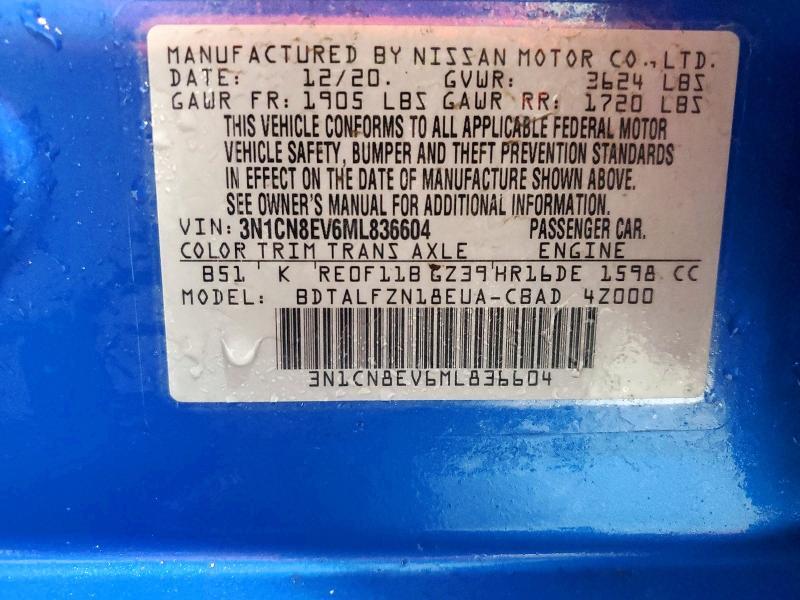 MANUFACTURED BY NISSAN MOTOR CO., LTD.
DATE: 12/20. GVWR: 3624 LBS
GAWR FR: 1905 LBS GAWR RR: 1720 LBS
THIS VEHICLE CONFORMS TO ALL APPLICABLE FEDERAL MOTOR
VEHICLE SAFETY, BUMPER AND THEFT PREVENTION STANDARDS
IN EFFECT ON THE DATE OF MANUFACTURE SHOWN ABOVE.
SEE OWNER'S MANUAL FOR ADDITIONAL INFORMATION.
VIN: 3N1CN8EV6ML836604 PASSENGER CAR.
COLOR TRIM TRANS AXLE ENGINE
B51 K RE0F11B GZ39 HR16DE 1598 CC
MODEL: BDTALFZN18EUA-CBAD 4Z000
3N1CN8EV6ML836604